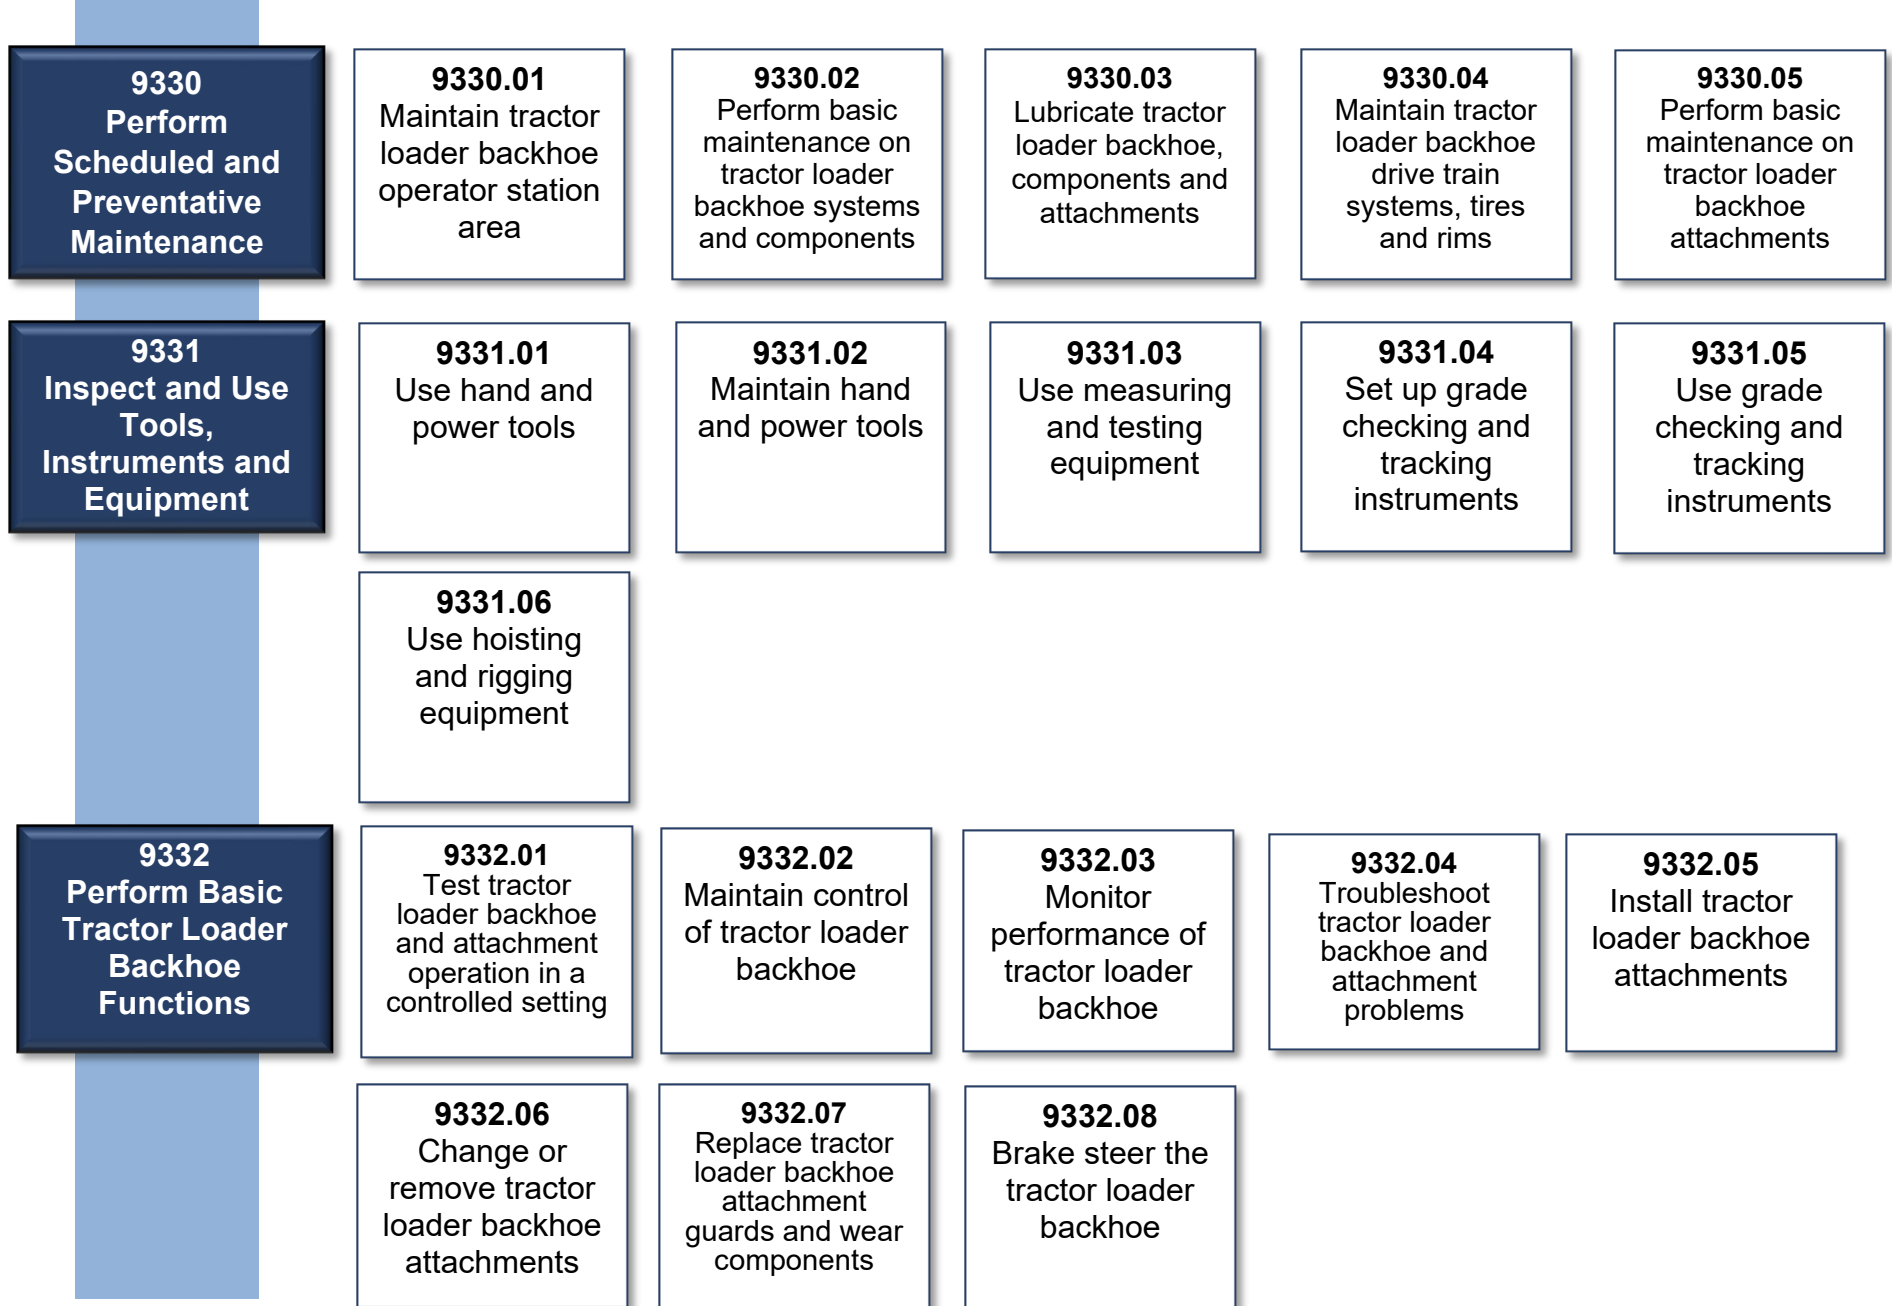 9330
Perform
Scheduled and
Preventative
Maintenance
9330.01
Maintain tractor
loader backhoe
operator station
area
9330.02
Perform basic
maintenance on
tractor loader
backhoe systems
and components
9330.03
Lubricate tractor
loader backhoe,
components and
attachments
9330.04
Maintain tractor
loader backhoe
drive train
systems, tires
and rims
9330.05
Perform basic
maintenance on
tractor loader
backhoe
attachments
9331
Inspect and Use
Tools,
Instruments and
Equipment
9331.01
Use hand and
power tools
9331.02
Maintain hand
and power tools
9331.03
Use measuring
and testing
equipment
9331.04
Set up grade
checking and
tracking
instruments
9331.05
Use grade
checking and
tracking
instruments
9331.06
Use hoisting
and rigging
equipment
9332
Perform Basic
Tractor Loader
Backhoe
Functions
9332.01
Test tractor
loader backhoe
and attachment
operation in a
controlled setting
9332.02
Maintain control
of tractor loader
backhoe
9332.03
Monitor
performance of
tractor loader
backhoe
9332.04
Troubleshoot
tractor loader
backhoe and
attachment
problems
9332.05
Install tractor
loader backhoe
attachments
9332.06
Change or
remove tractor
loader backhoe
attachments
9332.07
Replace tractor
loader backhoe
attachment
guards and wear
components
9332.08
Brake steer the
tractor loader
backhoe